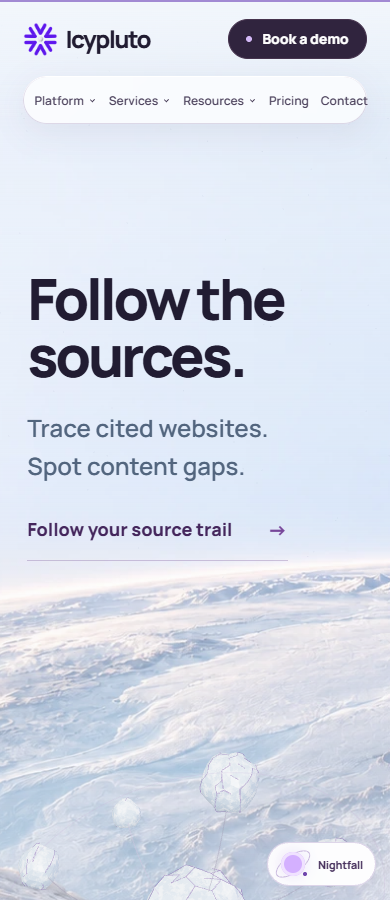 Icypluto
Book a demo
Platform Services Resources Pricing Contact
Follow the
sources.
Trace cited websites.
Spot content gaps.
Follow your source trail →
Nightfall